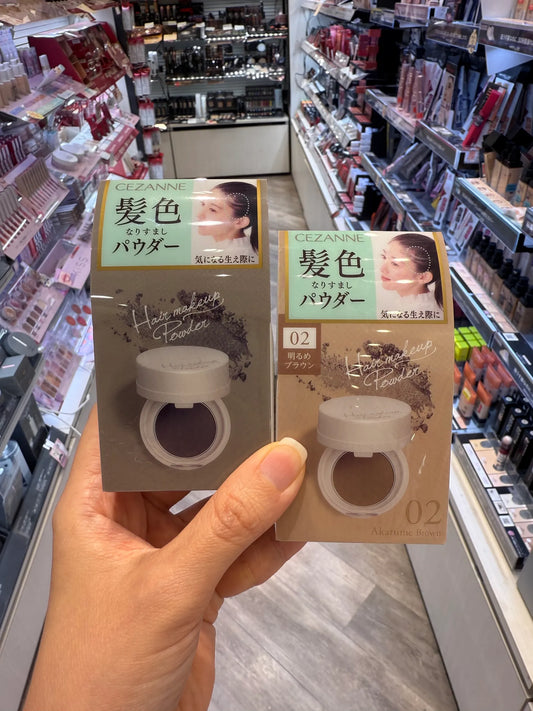 CEZANNE
髪色
なりすまし
パウダー
気になる生え際に
Hair makeup
Powder
CEZANNE
髪色
なりすまし
パウダー
気になる生え際に
02
明るめ
ブラウン
Hair makeup
Powder
02
Akarume Brown